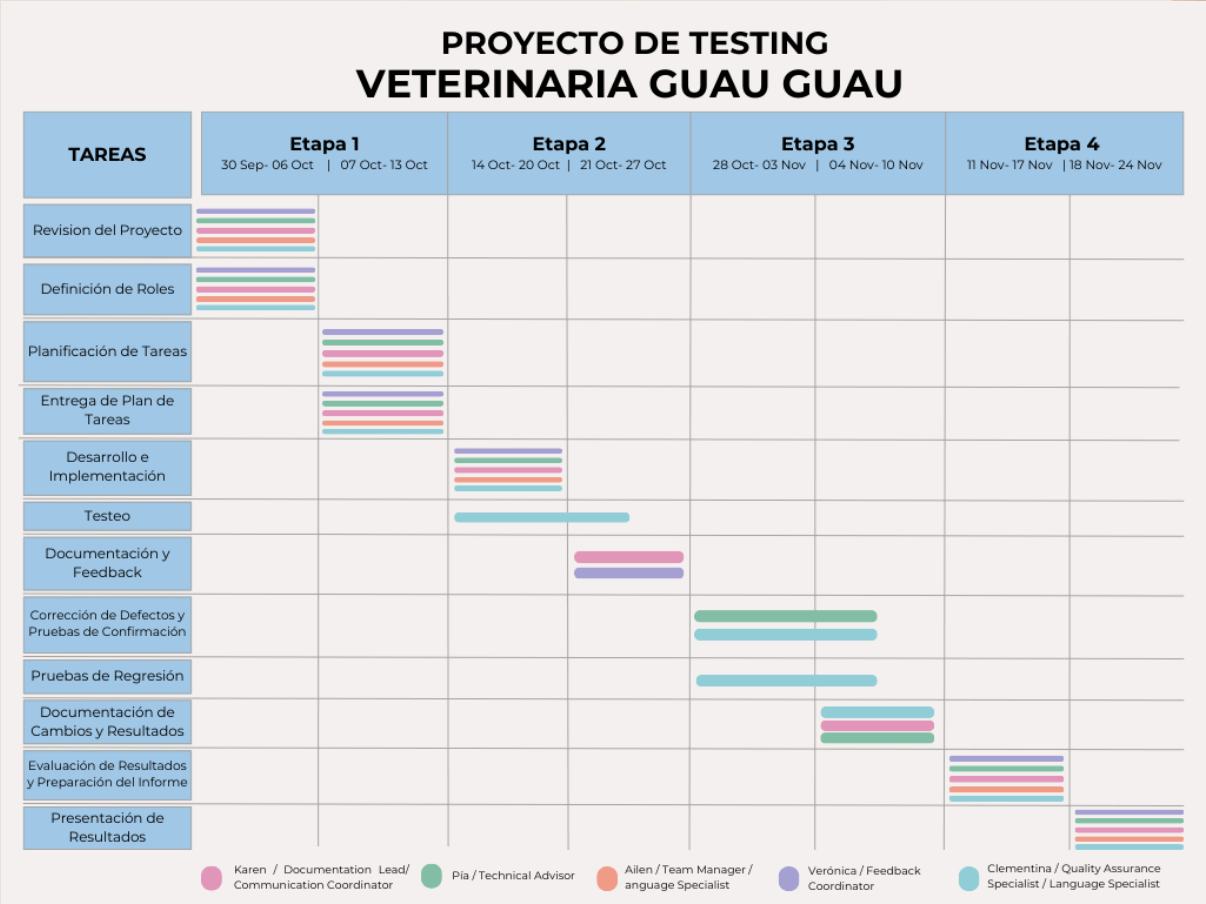 PROYECTO DE TESTING
VETERINARIA GUAU GUAU
TAREAS
Etapa 1
30 Sep- 06 Oct | 07 Oct- 13 Oct
Etapa 2
14 Oct- 20 Oct | 21 Oct- 27 Oct
Etapa 3
28 Oct- 03 Nov | 04 Nov- 10 Nov
Etapa 4
11 Nov- 17 Nov | 18 Nov- 24 Nov
Revision del Proyecto
Definición de Roles
Planificación de Tareas
Entrega de Plan de
Tareas
Desarrollo e
Implementación
Testeo
Documentación y
Feedback
Corrección de Defectos y
Pruebas de Confirmación
Pruebas de Regresión
Documentación de
Cambios y Resultados
Evaluación de Resultados
y Preparación del Informe
Presentación de
Resultados
Karen / Documentation Lead/
Communication Coordinator
Pía / Technical Advisor
Ailen / Team Manager /
anguage Specialist
Verónica / Feedback
Coordinator
Clementina / Quality Assurance
Specialist / Language Specialist